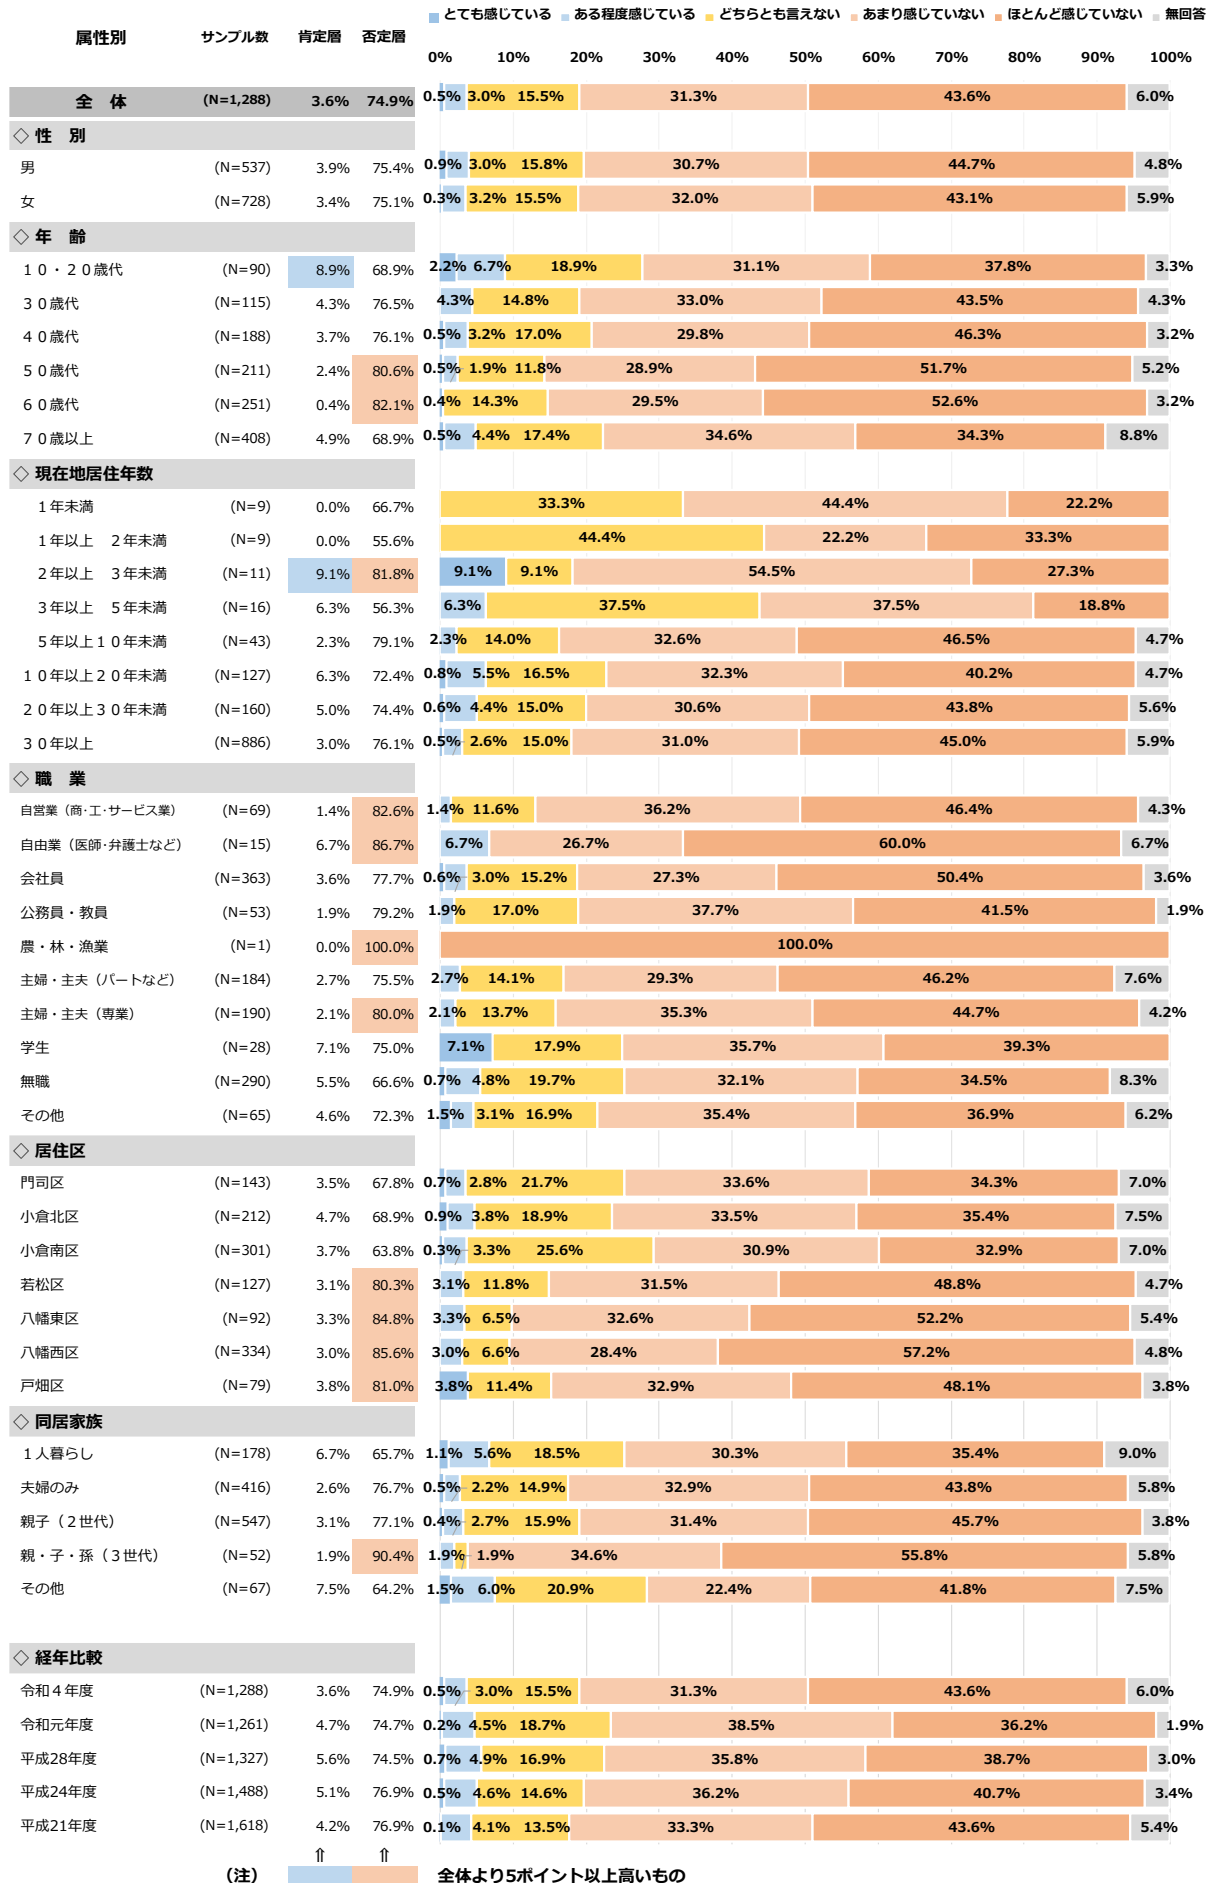 とても感じている ある程度感じている どちらとも言えない あまり感じていない ほとんど感じていない 無回答
属性別 サンプル数 肯定層 否定層
0% 10% 20% 30% 40% 50% 60% 70% 80% 90% 100%
全 体 (N=1,288) 3.6% 74.9% 0.5% 3.0% 15.5% 31.3% 43.6% 6.0%
◇ 性 別
男 (N=537) 3.9% 75.4% 0.9% 3.0% 15.8% 30.7% 44.7% 4.8%
女 (N=728) 3.4% 75.1% 0.3% 3.2% 15.5% 32.0% 43.1% 5.9%
◇ 年 齢
１０・２０歳代 (N=90) 8.9% 68.9% 2.2% 6.7% 18.9% 31.1% 37.8% 3.3%
３０歳代 (N=115) 4.3% 76.5% 4.3% 14.8% 33.0% 43.5% 4.3%
４０歳代 (N=188) 3.7% 76.1% 0.5% 3.2% 17.0% 29.8% 46.3% 3.2%
５０歳代 (N=211) 2.4% 80.6% 0.5% 1.9% 11.8% 28.9% 51.7% 5.2%
６０歳代 (N=251) 0.4% 82.1% 0.4% 14.3% 29.5% 52.6% 3.2%
７０歳以上 (N=408) 4.9% 68.9% 0.5% 4.4% 17.4% 34.6% 34.3% 8.8%
◇ 現在地居住年数
１年未満 (N=9) 0.0% 66.7% 33.3% 44.4% 22.2%
１年以上 ２年未満 (N=9) 0.0% 55.6% 44.4% 22.2% 33.3%
２年以上 ３年未満 (N=11) 9.1% 81.8% 9.1% 9.1% 54.5% 27.3%
３年以上 ５年未満 (N=16) 6.3% 56.3% 6.3% 37.5% 37.5% 18.8%
５年以上１０年未満 (N=43) 2.3% 79.1% 2.3% 14.0% 32.6% 46.5% 4.7%
１０年以上２０年未満 (N=127) 6.3% 72.4% 0.8% 5.5% 16.5% 32.3% 40.2% 4.7%
２０年以上３０年未満 (N=160) 5.0% 74.4% 0.6% 4.4% 15.0% 30.6% 43.8% 5.6%
３０年以上 (N=886) 3.0% 76.1% 0.5% 2.6% 15.0% 31.0% 45.0% 5.9%
◇ 職 業
自営業（商・工・サービス業） (N=69) 1.4% 82.6% 1.4% 11.6% 36.2% 46.4% 4.3%
自由業（医師・弁護士など） (N=15) 6.7% 86.7% 6.7% 26.7% 60.0% 6.7%
会社員 (N=363) 3.6% 77.7% 0.6% 3.0% 15.2% 27.3% 50.4% 3.6%
公務員・教員 (N=53) 1.9% 79.2% 1.9% 17.0% 37.7% 41.5% 1.9%
農・林・漁業 (N=1) 0.0% 100.0% 100.0%
主婦・主夫（パートなど） (N=184) 2.7% 75.5% 2.7% 14.1% 29.3% 46.2% 7.6%
主婦・主夫（専業） (N=190) 2.1% 80.0% 2.1% 13.7% 35.3% 44.7% 4.2%
学生 (N=28) 7.1% 75.0% 7.1% 17.9% 35.7% 39.3%
無職 (N=290) 5.5% 66.6% 0.7% 4.8% 19.7% 32.1% 34.5% 8.3%
その他 (N=65) 4.6% 72.3% 1.5% 3.1% 16.9% 35.4% 36.9% 6.2%
◇ 居住区
門司区 (N=143) 3.5% 67.8% 0.7% 2.8% 21.7% 33.6% 34.3% 7.0%
小倉北区 (N=212) 4.7% 68.9% 0.9% 3.8% 18.9% 33.5% 35.4% 7.5%
小倉南区 (N=301) 3.7% 63.8% 0.3% 3.3% 25.6% 30.9% 32.9% 7.0%
若松区 (N=127) 3.1% 80.3% 3.1% 11.8% 31.5% 48.8% 4.7%
八幡東区 (N=92) 3.3% 84.8% 3.3% 6.5% 32.6% 52.2% 5.4%
八幡西区 (N=334) 3.0% 85.6% 3.0% 6.6% 28.4% 57.2% 4.8%
戸畑区 (N=79) 3.8% 81.0% 3.8% 11.4% 32.9% 48.1% 3.8%
◇ 同居家族
１人暮らし (N=178) 6.7% 65.7% 1.1% 5.6% 18.5% 30.3% 35.4% 9.0%
夫婦のみ (N=416) 2.6% 76.7% 0.5% 2.2% 14.9% 32.9% 43.8% 5.8%
親子（２世代） (N=547) 3.1% 77.1% 0.4% 2.7% 15.9% 31.4% 45.7% 3.8%
親・子・孫（３世代） (N=52) 1.9% 90.4% 1.9% 1.9% 34.6% 55.8% 5.8%
その他 (N=67) 7.5% 64.2% 1.5% 6.0% 20.9% 22.4% 41.8% 7.5%
◇ 経年比較
令和４年度 (N=1,288) 3.6% 74.9% 0.5% 3.0% 15.5% 31.3% 43.6% 6.0%
令和元年度 (N=1,261) 4.7% 74.7% 0.2% 4.5% 18.7% 38.5% 36.2% 1.9%
平成28年度 (N=1,327) 5.6% 74.5% 0.7% 4.9% 16.9% 35.8% 38.7% 3.0%
平成24年度 (N=1,488) 5.1% 76.9% 0.5% 4.6% 14.6% 36.2% 40.7% 3.4%
平成21年度 (N=1,618) 4.2% 76.9% 0.1% 4.1% 13.5% 33.3% 43.6% 5.4%
⇑ ⇑
（注） 全体より5ポイント以上高いもの